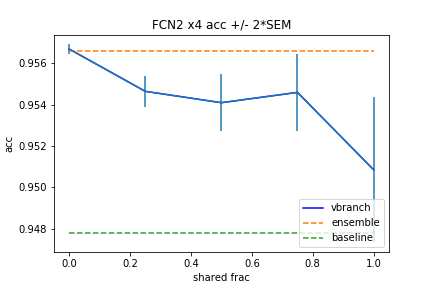 FCN2 x4 acc +/- 2*SEM
acc
0.956
0.954
0.952
0.950
0.948
0.0 0.2 0.4 0.6 0.8 1.0
shared frac
vbranch
ensemble
baseline